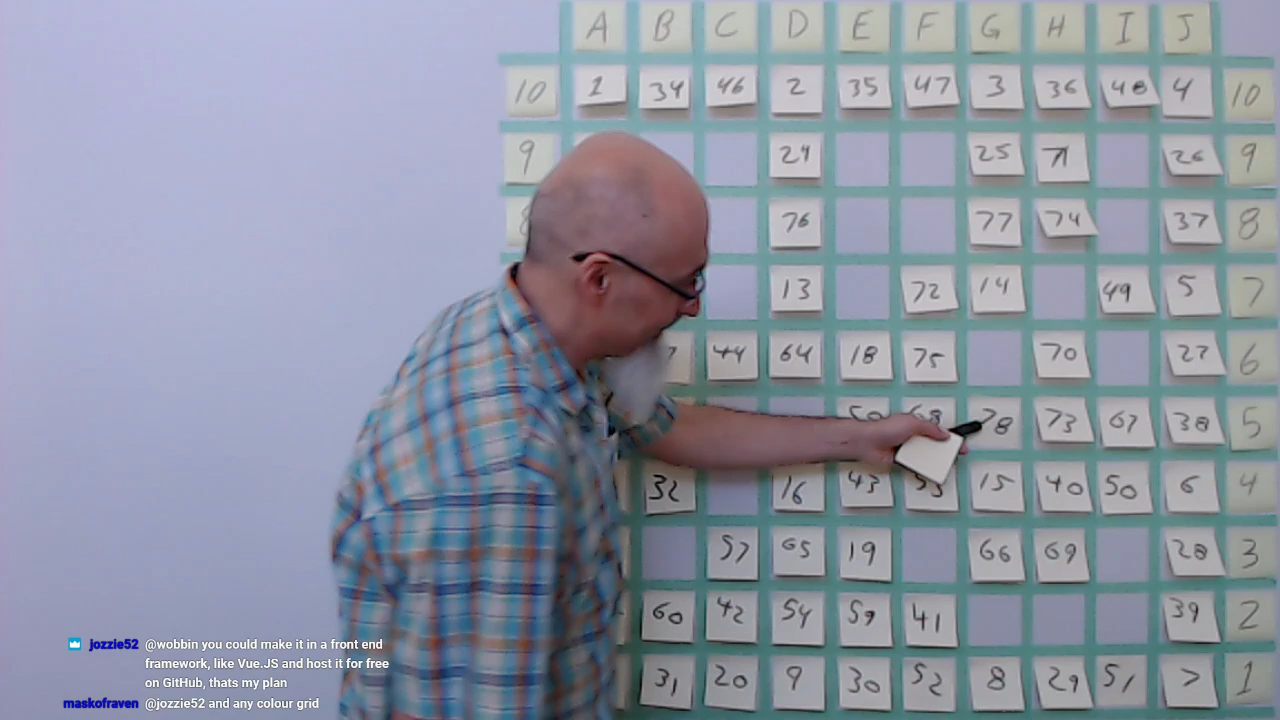 A B C D E F G H I J
10 1 34 46 2 35 47 3 36 48 4 10
9 24 25 71 26 9
76 77 74 37 8
13 72 14 49 5 7
44 64 18 75 70 27 6
78 73 67 38 5
32 16 43 53 15 40 50 6 4
57 65 19 66 69 28 3
60 42 54 59 41 39 2
31 20 9 30 52 8 29 51 7 1
jozzie52 @wobbin you could make it in a front end
framework, like Vue.JS and host it for free
on GitHub, thats my plan
maskofraven @jozzie52 and any colour grid